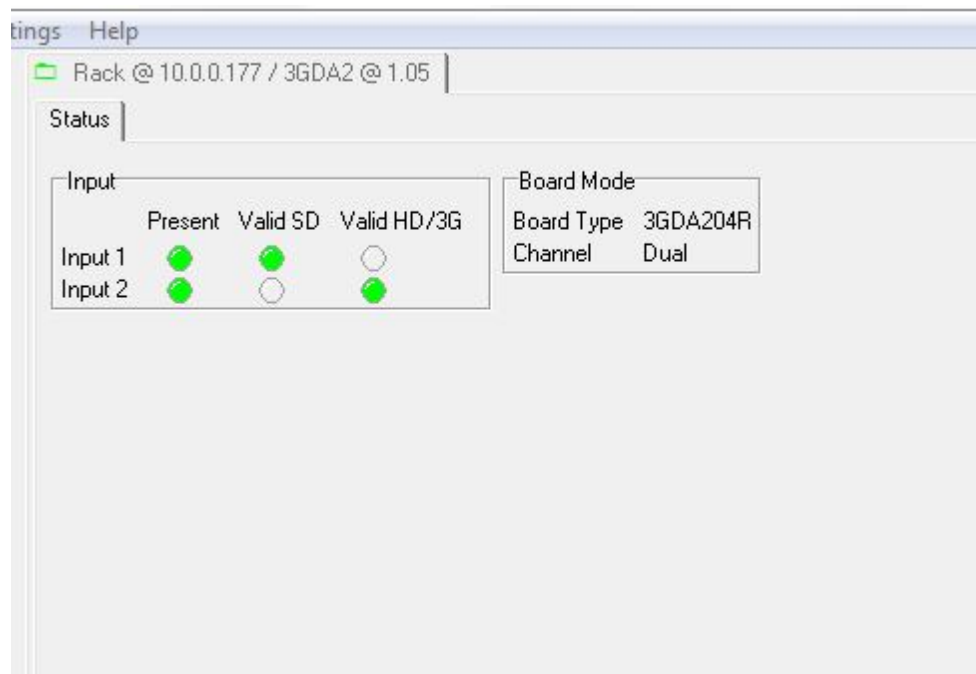 tings Help
Rack @ 10.0.0.177 / 3GDA2 @ 1.05
Status
Input
Present Valid SD Valid HD/3G
Input 1
Input 2
Board Mode
Board Type 3GDA204R
Channel Dual